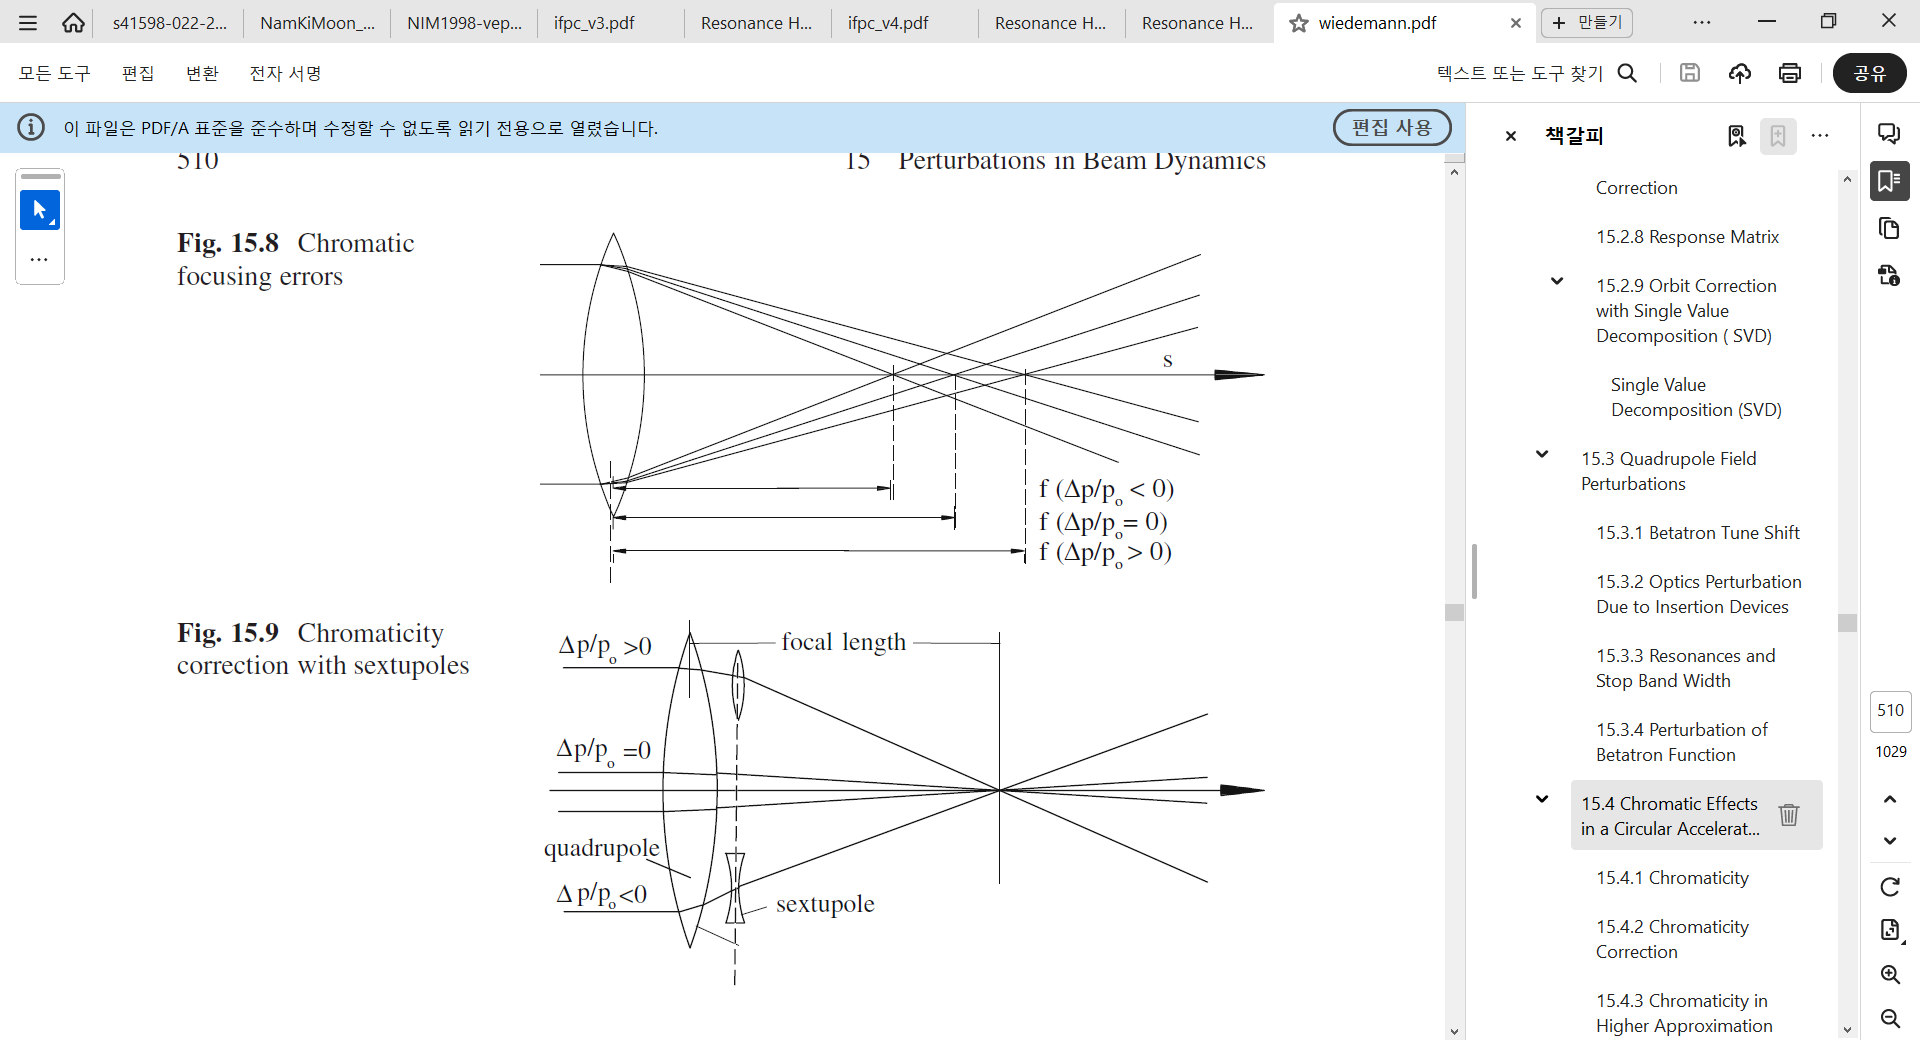 s41598-022-2...
NamKiMoon_...
NIM1998-vep...
ifpc_v3.pdf
Resonance H...
ifpc_v4.pdf
Resonance H...
Resonance H...
wiedemann.pdf
만들기
모든 도구
편집
변환
전자 서명
텍스트 또는 도구 찾기
공유
이 파일은 PDF/A 표준을 준수하며 수정할 수 없도록 읽기 전용으로 열렸습니다.
편집 사용
510
15 Perturbations in Beam Dynamics
Fig. 15.8 Chromatic
focusing errors
s
f (Δp/p₀ < 0)
f (Δp/p₀ = 0)
f (Δp/p₀ > 0)
Fig. 15.9 Chromaticity
correction with sextupoles
Δp/p₀ >0
focal length
Δp/p₀ =0
quadrupole
Δp/p₀ <0
sextupole
책갈피
Correction
15.2.8 Response Matrix
15.2.9 Orbit Correction
with Single Value
Decomposition ( SVD)
Single Value
Decomposition (SVD)
15.3 Quadrupole Field
Perturbations
15.3.1 Betatron Tune Shift
15.3.2 Optics Perturbation
Due to Insertion Devices
15.3.3 Resonances and
Stop Band Width
15.3.4 Perturbation of
Betatron Function
15.4 Chromatic Effects
in a Circular Accelerat...
15.4.1 Chromaticity
15.4.2 Chromaticity
Correction
15.4.3 Chromaticity in
Higher Approximation
510
1029